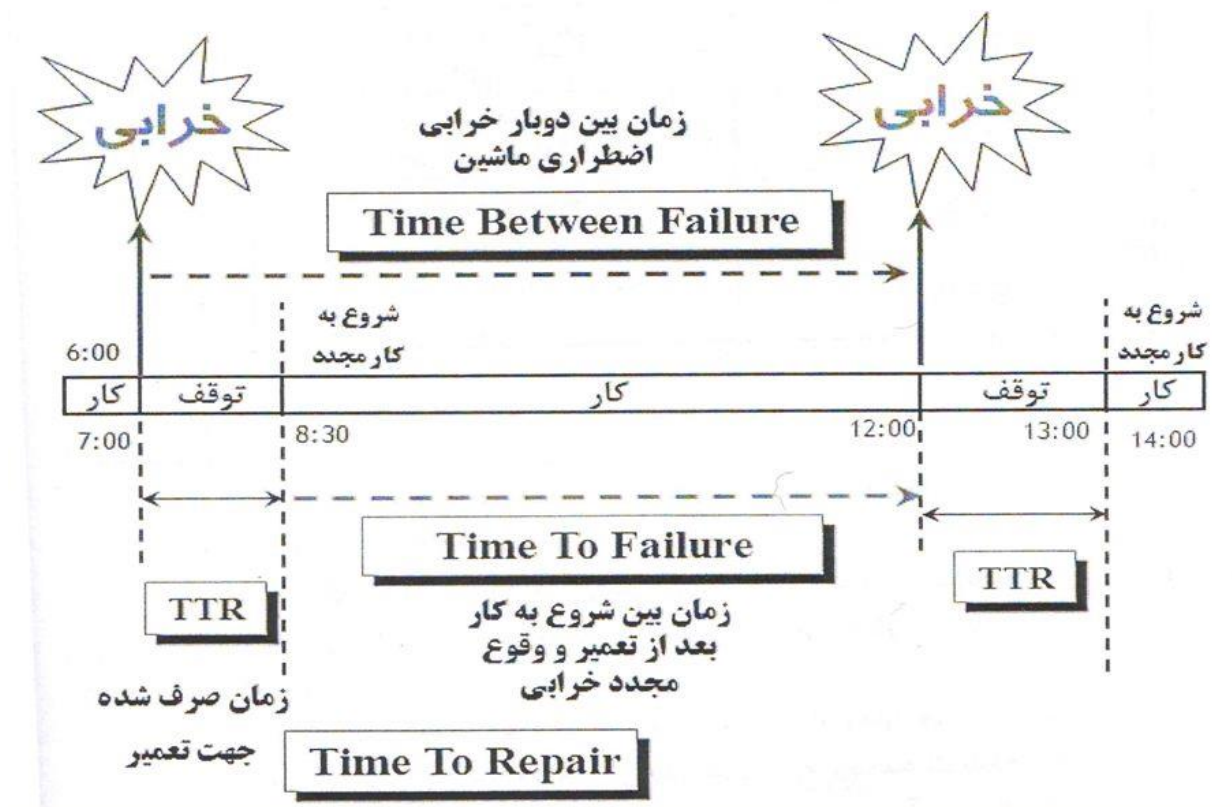 خرابی
خرابی
زمان بین دوبار خرابی
اضطراری ماشین
Time Between Failure
شروع به
کار مجدد
شروع به
کار مجدد
6:00
کار
توقف
کار
توقف
کار
7:00
8:30
12:00
13:00
14:00
Time To Failure
TTR
TTR
زمان بین شروع به کار
بعد از تعمیر و وقوع
مجدد خرابی
زمان صرف شده
جهت تعمیر
Time To Repair